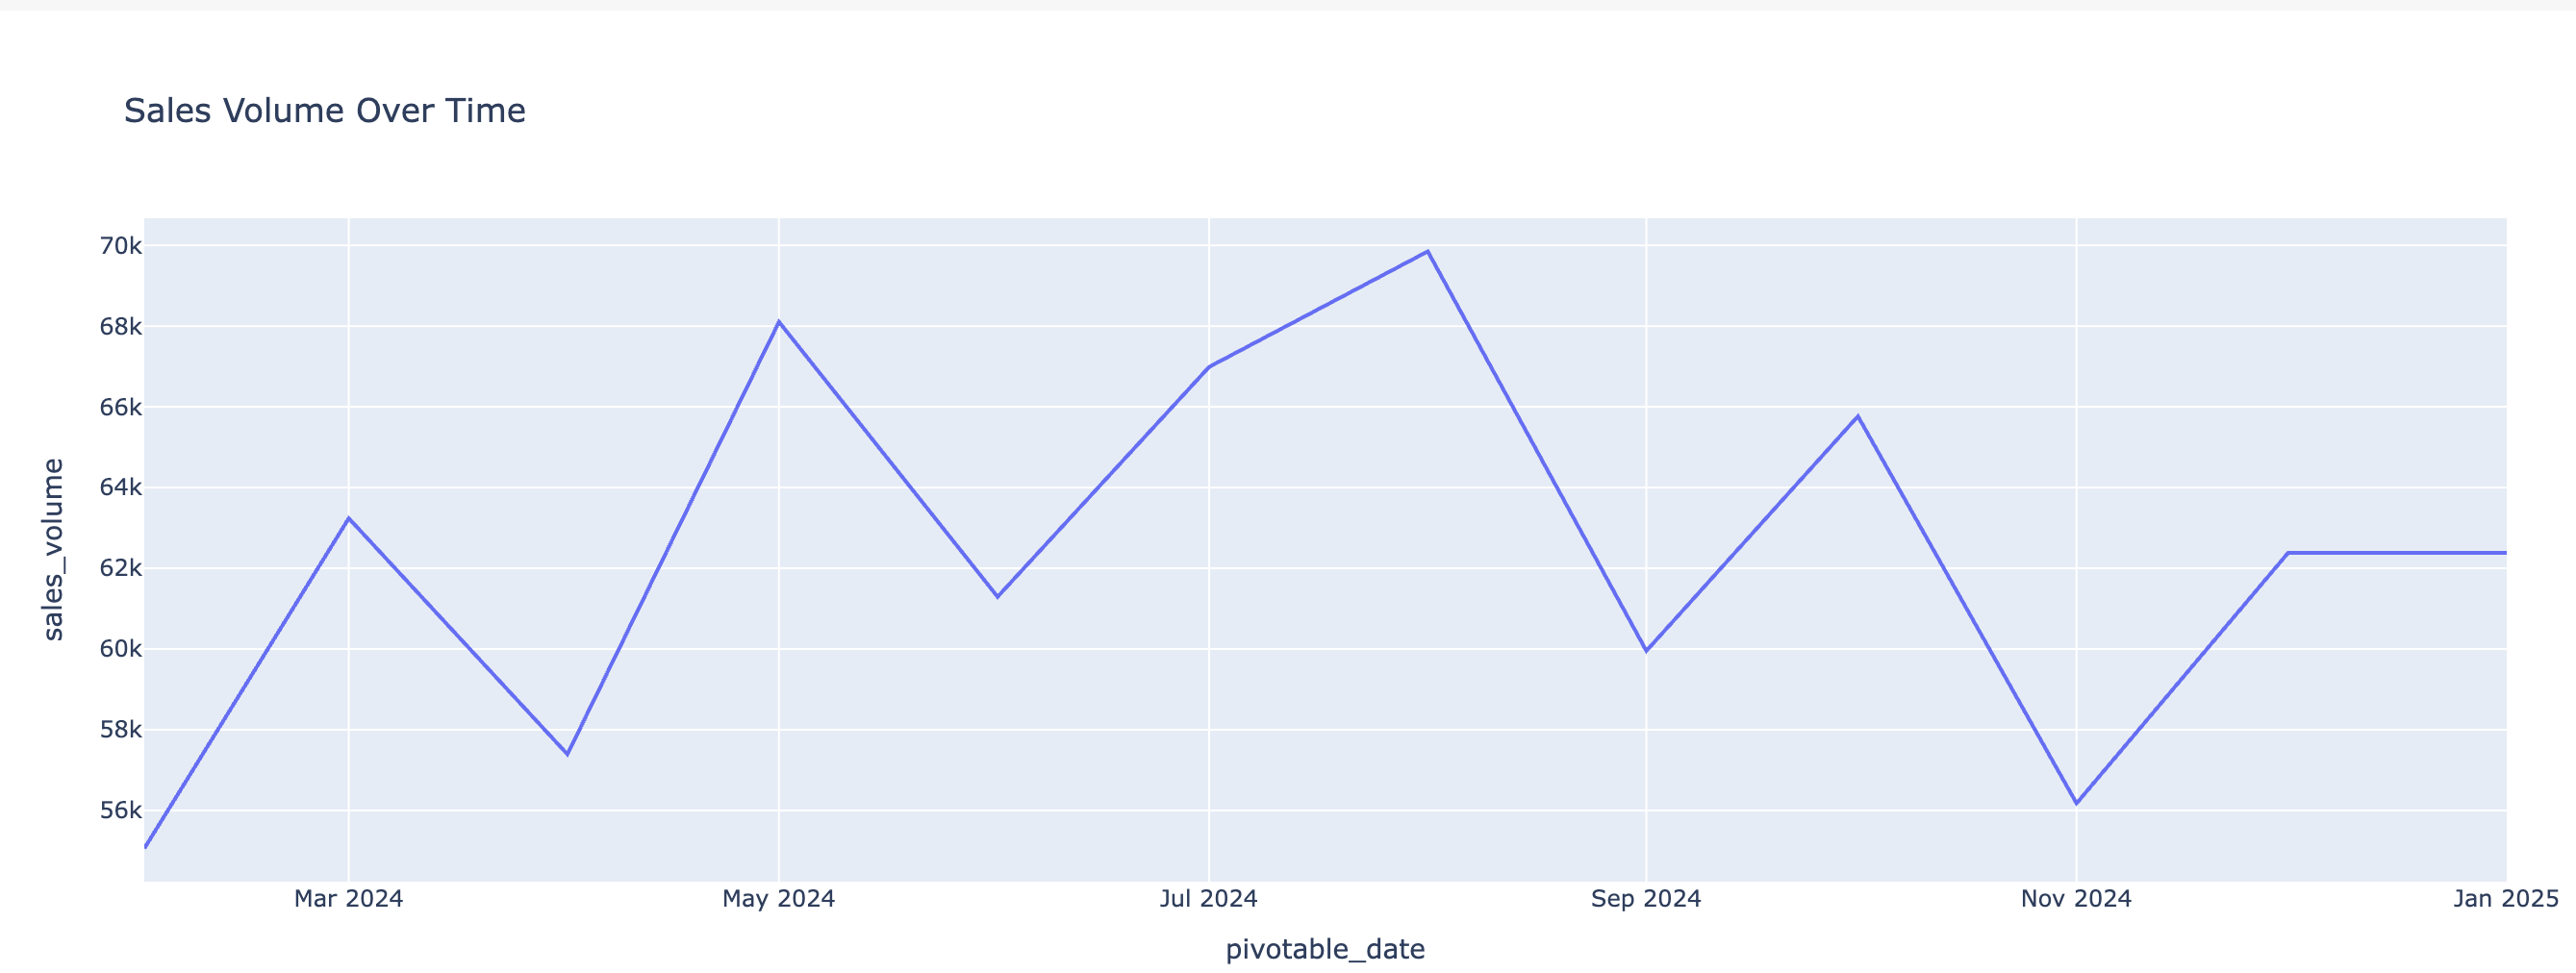 Sales Volume Over Time
70k
68k
66k
64k
62k
60k
58k
56k
sales_volume
Mar 2024
May 2024
Jul 2024
Sep 2024
Nov 2024
Jan 2025
pivotable_date